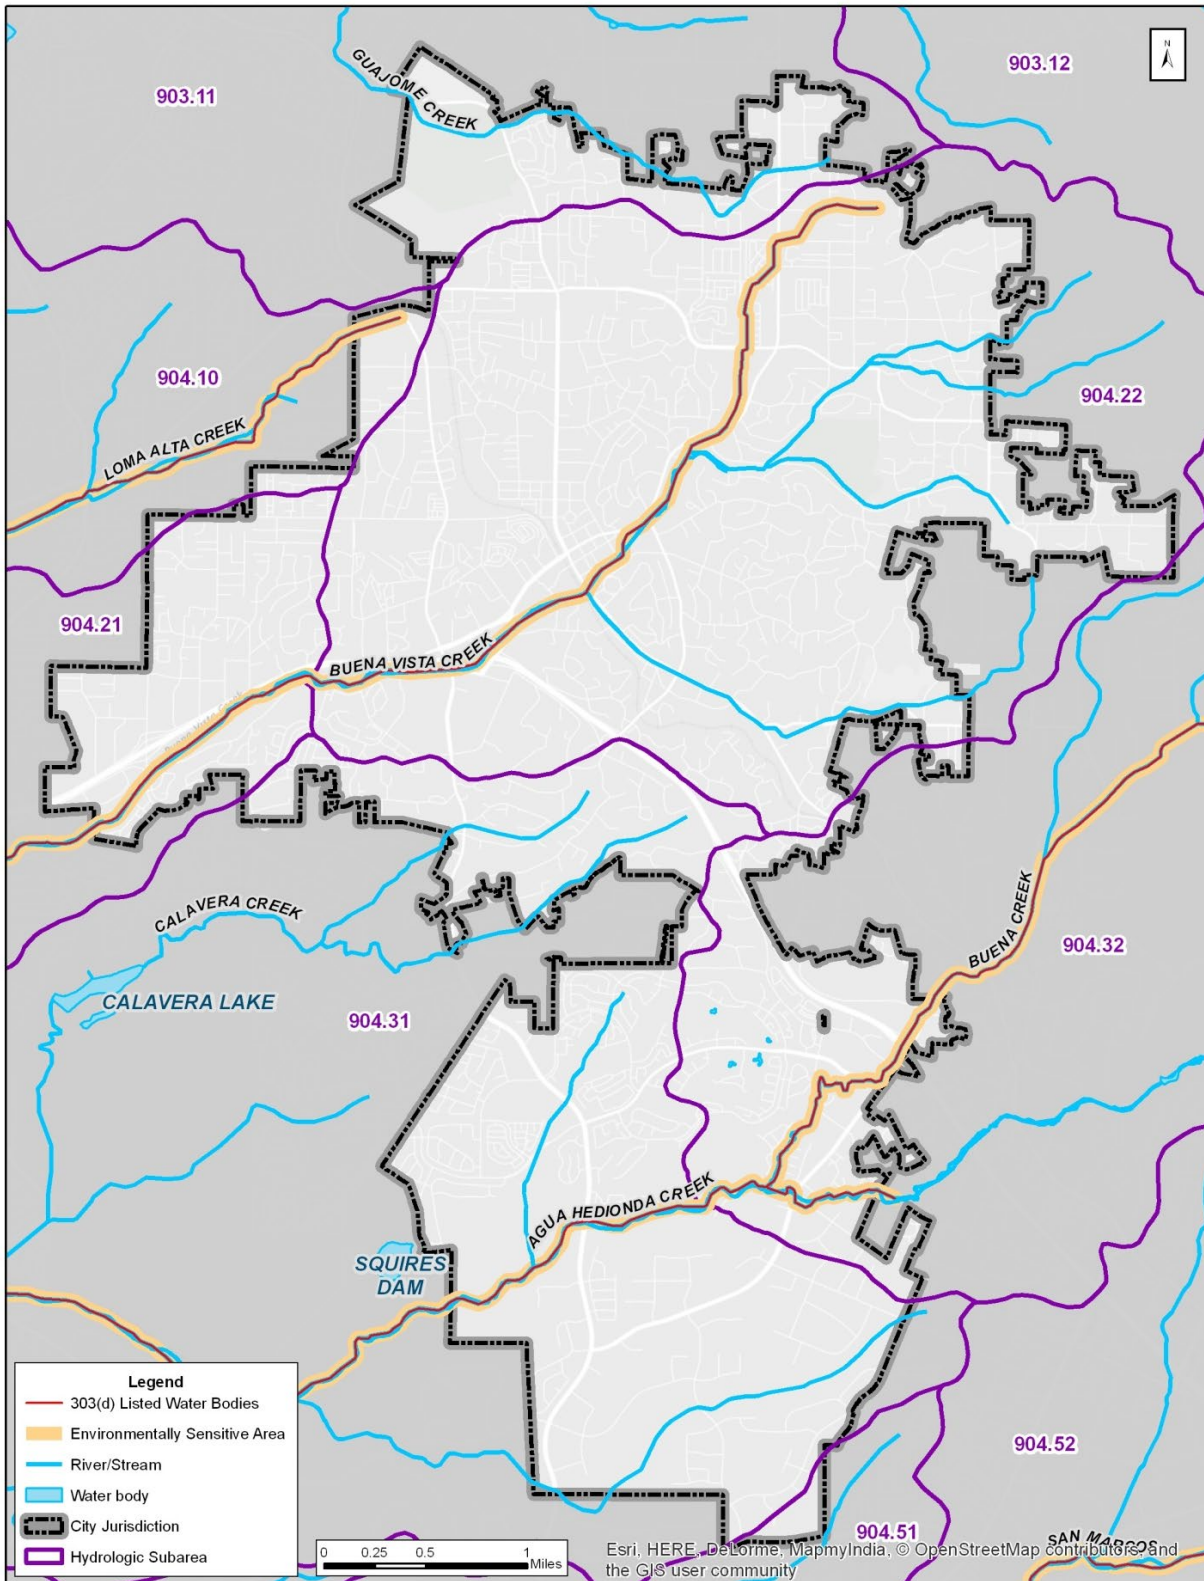 N
903.11
903.12
GUAJOME CREEK
904.10
904.22
LOMA ALTA CREEK
904.21
BUENA VISTA CREEK
Buena Vista Creek
CALAVERA CREEK
BUENA CREEK
904.32
CALAVERA LAKE
904.31
AGUA HEDIONDA CREEK
SQUIRES
DAM
Legend
303(d) Listed Water Bodies
Environmentally Sensitive Area
River/Stream
Water body
City Jurisdiction
Hydrologic Subarea
0 0.25 0.5 1
Miles
904.52
904.51
SAN MARCOS
Esri, HERE, DeLorme, MapmyIndia, © OpenStreetMap contributors, and
the GIS user community